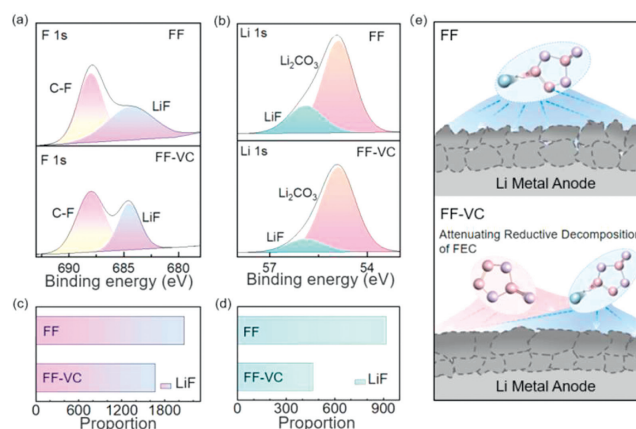 (a)
F 1s
FF
C-F
LiF
F 1s
FF-VC
C-F
LiF
690 685 680
Binding energy (eV)
(b)
Li 1s
FF
Li₂CO₃
LiF
Li 1s
FF-VC
Li₂CO₃
LiF
57 54
Binding energy (eV)
(c)
FF
FF-VC
LiF
0 600 1200 1800
Proportion
(d)
FF
FF-VC
LiF
0 300 600 900
Proportion
(e)
FF
Li Metal Anode
FF-VC
Attenuating Reductive Decomposition
of FEC
Li Metal Anode